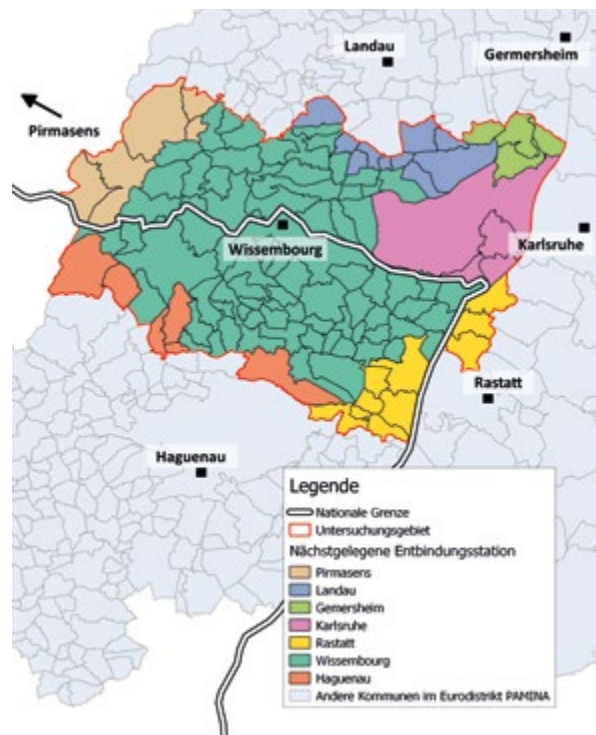 Landau
Germersheim
Pirmasens
Wissembourg
Karlsruhe
Rastatt
Haguenau
Legende
Nationale Grenze
Untersuchungsgebiet
Nächstgelegene Entbindungsstation
Pirmasens
Landau
Gemersheim
Karlsruhe
Rastatt
Wissembourg
Haguenau
Andere Kommunen im Eurodistrikt PAMINA